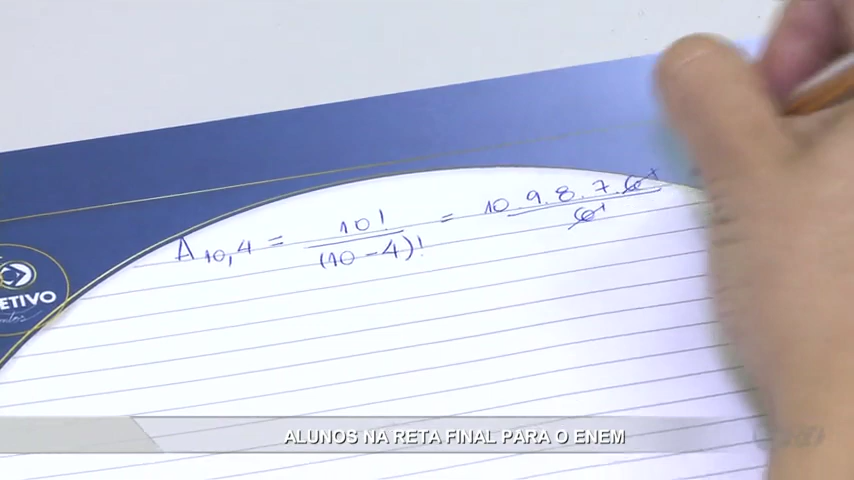 A10,4 = 10! / (10-4)! = 10.9.8.7.6! / 6!
ETIVO
ALUNOS NA RETA FINAL PARA O ENEM